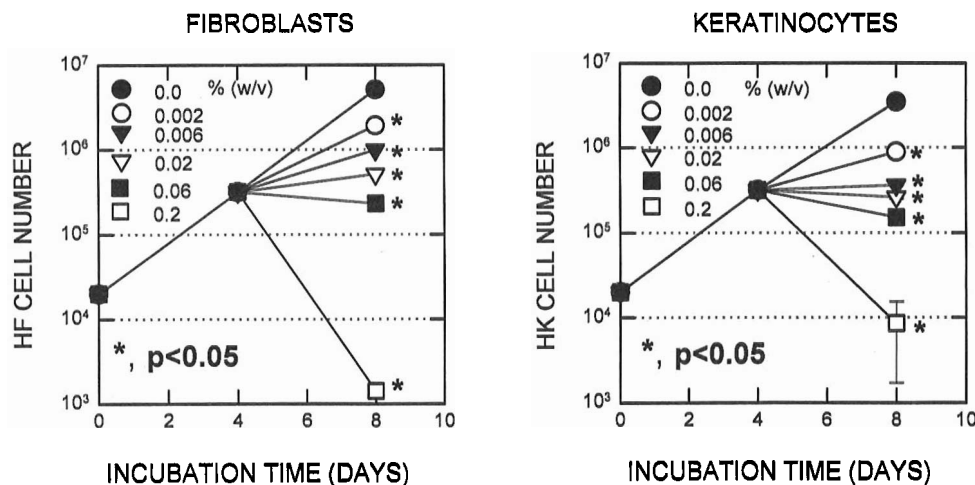 FIBROBLASTS
10⁷
10⁶
10⁵
10⁴
10³
HF CELL NUMBER
0.0 % (w/v)
0.002
0.006
0.02
0.06
0.2
*
*
*
*
*
*, p<0.05
0 2 4 6 8 10
INCUBATION TIME (DAYS)
KERATINOCYTES
10⁷
10⁶
10⁵
10⁴
10³
HK CELL NUMBER
0.0 % (w/v)
0.002
0.006
0.02
0.06
0.2
*
*
*
*
*
*, p<0.05
0 2 4 6 8 10
INCUBATION TIME (DAYS)